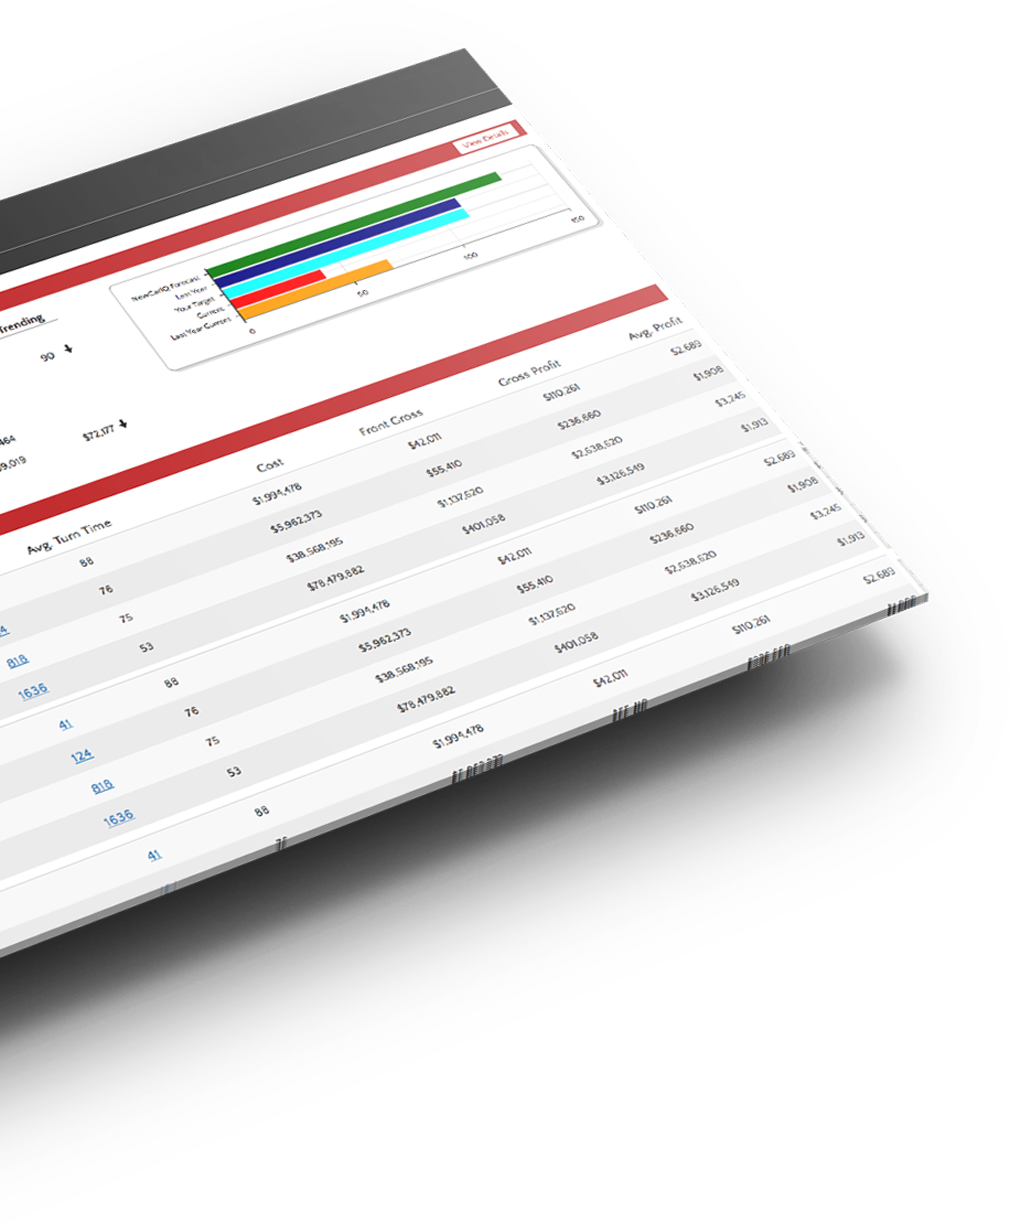 View Details
Trending
90
464
$72,177
9,019
NewCarIQ Forecast
Last Year
Your Target
Current
Last Year Current
0 50 100 150
Avg. Turn Time Cost Front Gross Gross Profit Avg. Profit
88 $1,994,478 $42,011 $110,261 $2,689
4 76 $5,962,373 $55,410 $236,660 $1,908
818 75 $38,568,195 $1,137,620 $2,638,620 $3,245
1636 53 $78,479,882 $401,058 $3,126,549 $1,913
41 88 $1,994,478 $42,011 $110,261 $2,689
124 76 $5,962,373 $55,410 $236,660 $1,908
818 75 $38,568,195 $1,137,620 $2,638,620 $3,245
1636 53 $78,479,882 $401,058 $3,126,549 $1,913
41 88 $1,994,478 $42,011 $110,261 $2,689